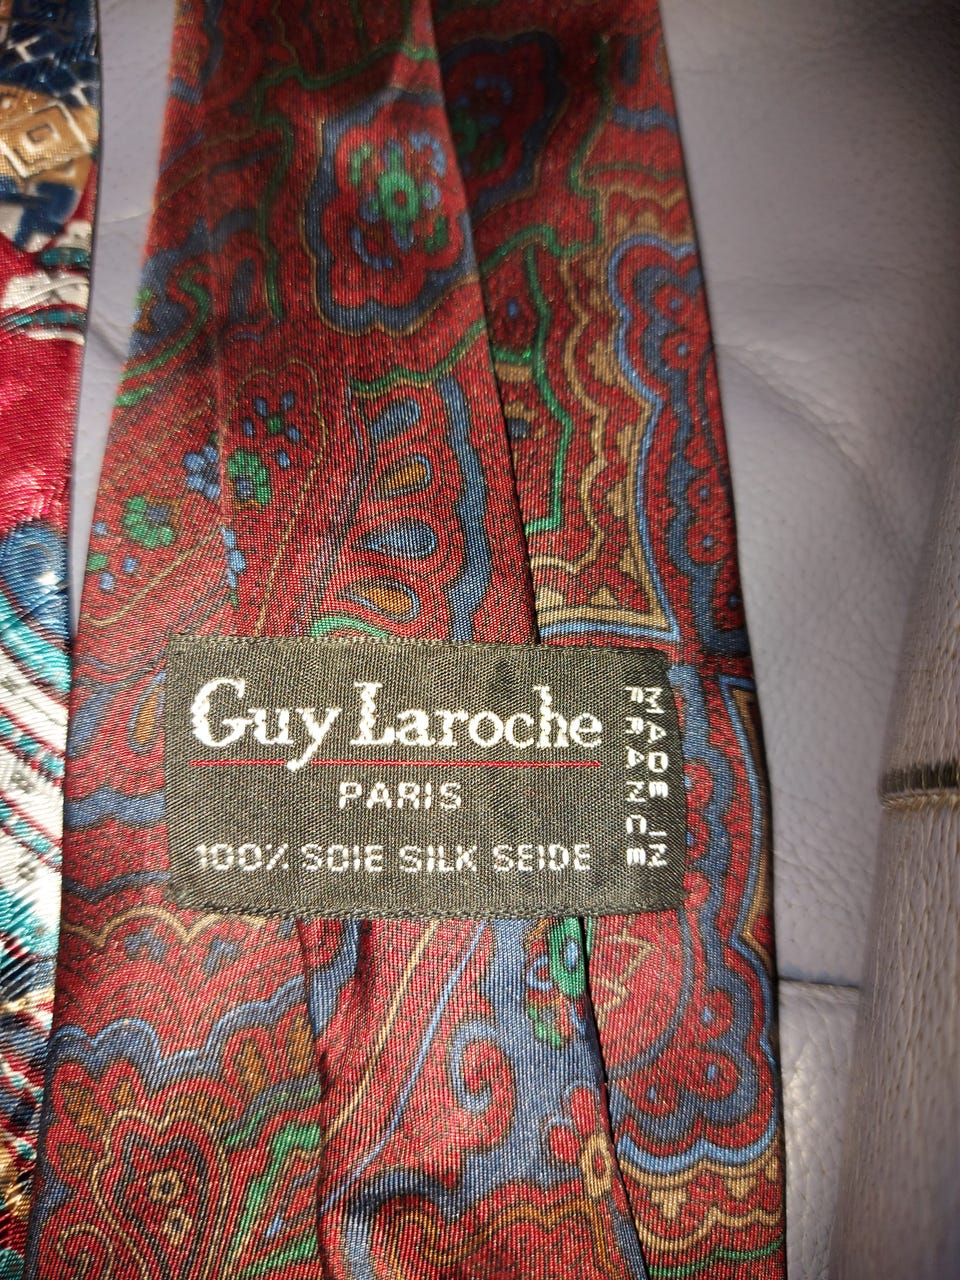 Guy Laroche
PARIS
100% SOIE SILK SEIDE
MADE IN
FRANCE